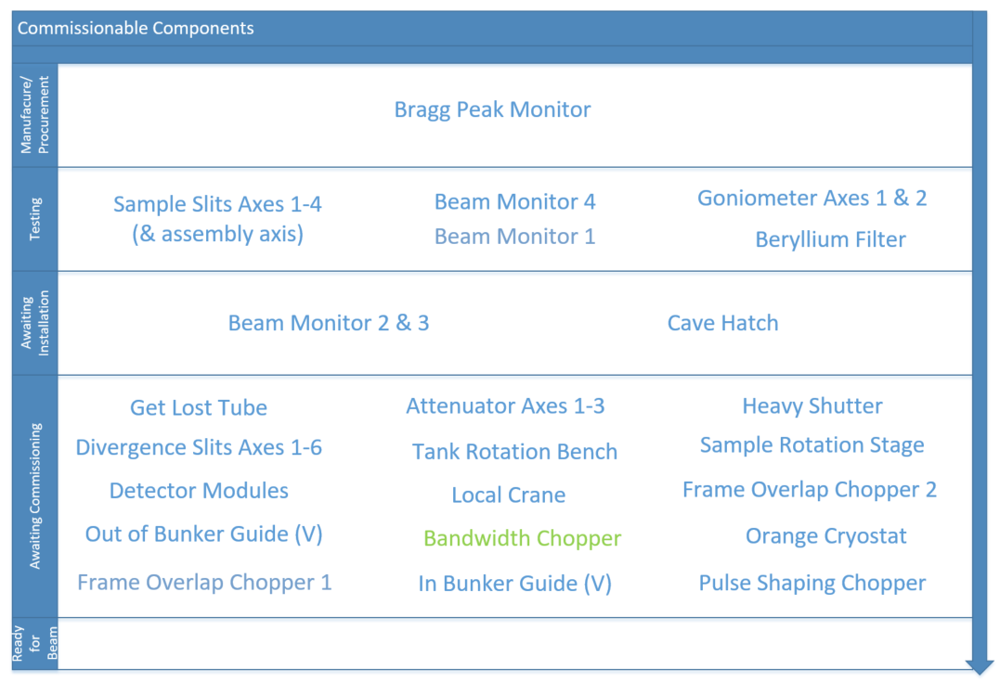 Commissionable Components
Manufacure/
Procurement
Bragg Peak Monitor
Testing
Sample Slits Axes 1-4
(& assembly axis)
Beam Monitor 4
Beam Monitor 1
Goniometer Axes 1 & 2
Beryllium Filter
Awaiting
Installation
Beam Monitor 2 & 3
Cave Hatch
Awaiting Commissioning
Get Lost Tube
Attenuator Axes 1-3
Heavy Shutter
Divergence Slits Axes 1-6
Tank Rotation Bench
Sample Rotation Stage
Detector Modules
Local Crane
Frame Overlap Chopper 2
Out of Bunker Guide (V)
Bandwidth Chopper
Orange Cryostat
Frame Overlap Chopper 1
In Bunker Guide (V)
Pulse Shaping Chopper
Ready
for
Beam